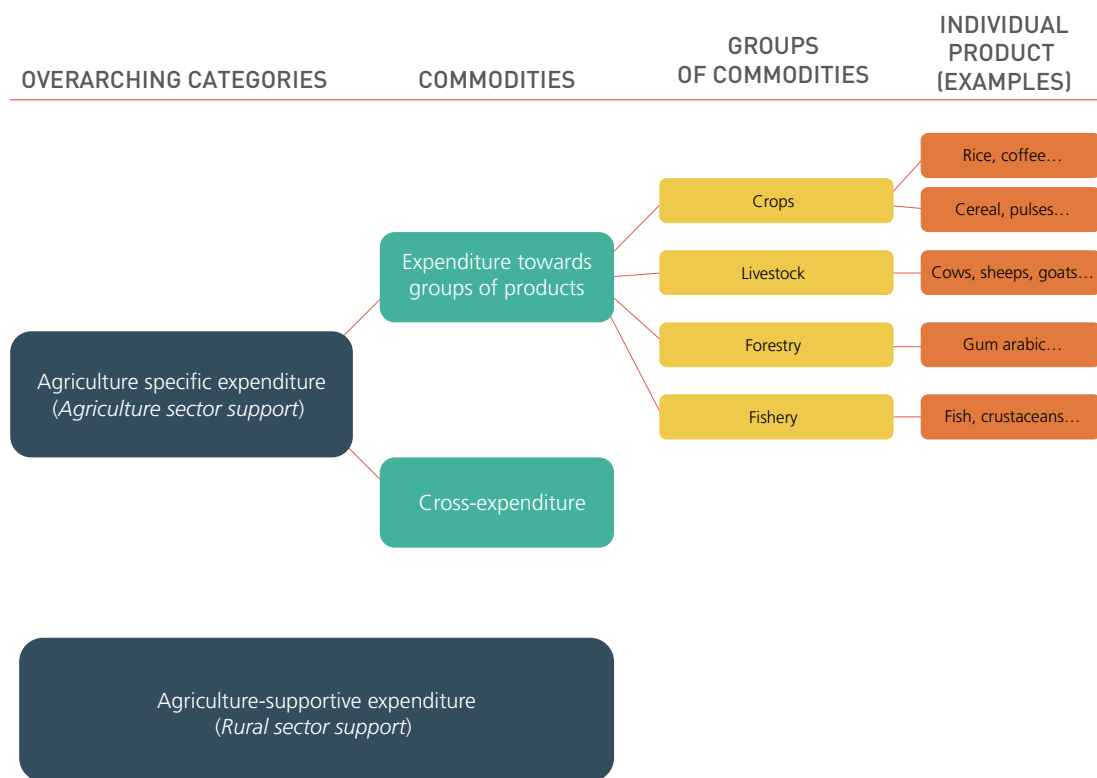 OVERARCHING CATEGORIES
COMMODITIES
GROUPS
OF COMMODITIES
INDIVIDUAL
PRODUCT
(EXAMPLES)
Agriculture specific expenditure
(Agriculture sector support)
Expenditure towards
groups of products
Cross-expenditure
Crops
Livestock
Forestry
Fishery
Rice, coffee…
Cereal, pulses…
Cows, sheeps, goats…
Gum arabic…
Fish, crustaceans…
Agriculture-supportive expenditure
(Rural sector support)